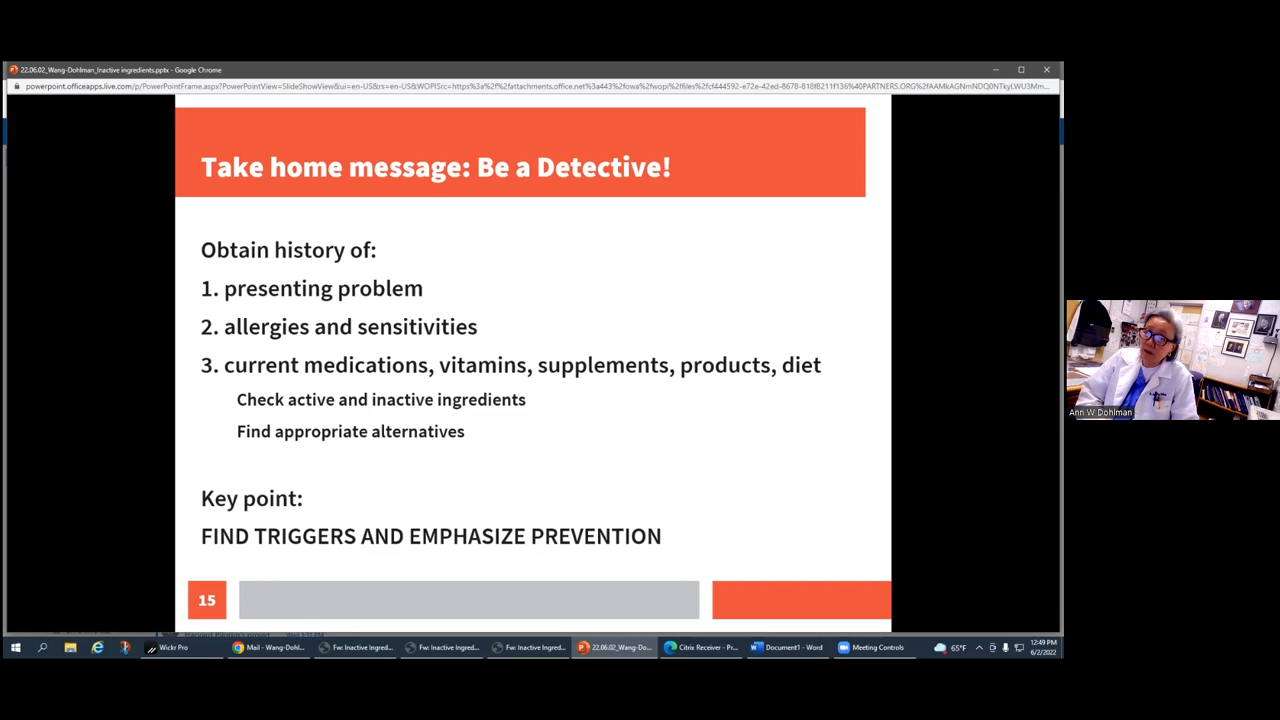 22.06.02_Wang-Dohlman_Inactive ingredients.pptx - Google Chrome
powerpoint.officeapps.live.com/p/PowerPointFrame.aspx?PowerPointView=SlideShowView&ui=en-US&rs=en-US&WOPISrc=https%3a%2f%2fattachments.office.net%3a443%2fowa%2fwopi%2ffiles%2fcf444592-e72e-42ed-8678-818f8211f136%40PARTNERS.ORG%2fAAMkAGNmNDQ0NTkyLWU3Mm...
Take home message: Be a Detective!
Obtain history of:
1. presenting problem
2. allergies and sensitivities
3. current medications, vitamins, supplements, products, diet
Check active and inactive ingredients
Find appropriate alternatives
Key point:
FIND TRIGGERS AND EMPHASIZE PREVENTION
15
Ann W Dohlman
Wickr Pro
Mail - Wang-Dohl...
Fw: Inactive Ingred...
Fw: Inactive Ingred...
Fw: Inactive Ingred...
22.06.02_Wang-Do...
Citrix Receiver - Pr...
Document1 - Word
Meeting Controls
65°F
12:49 PM
6/2/2022